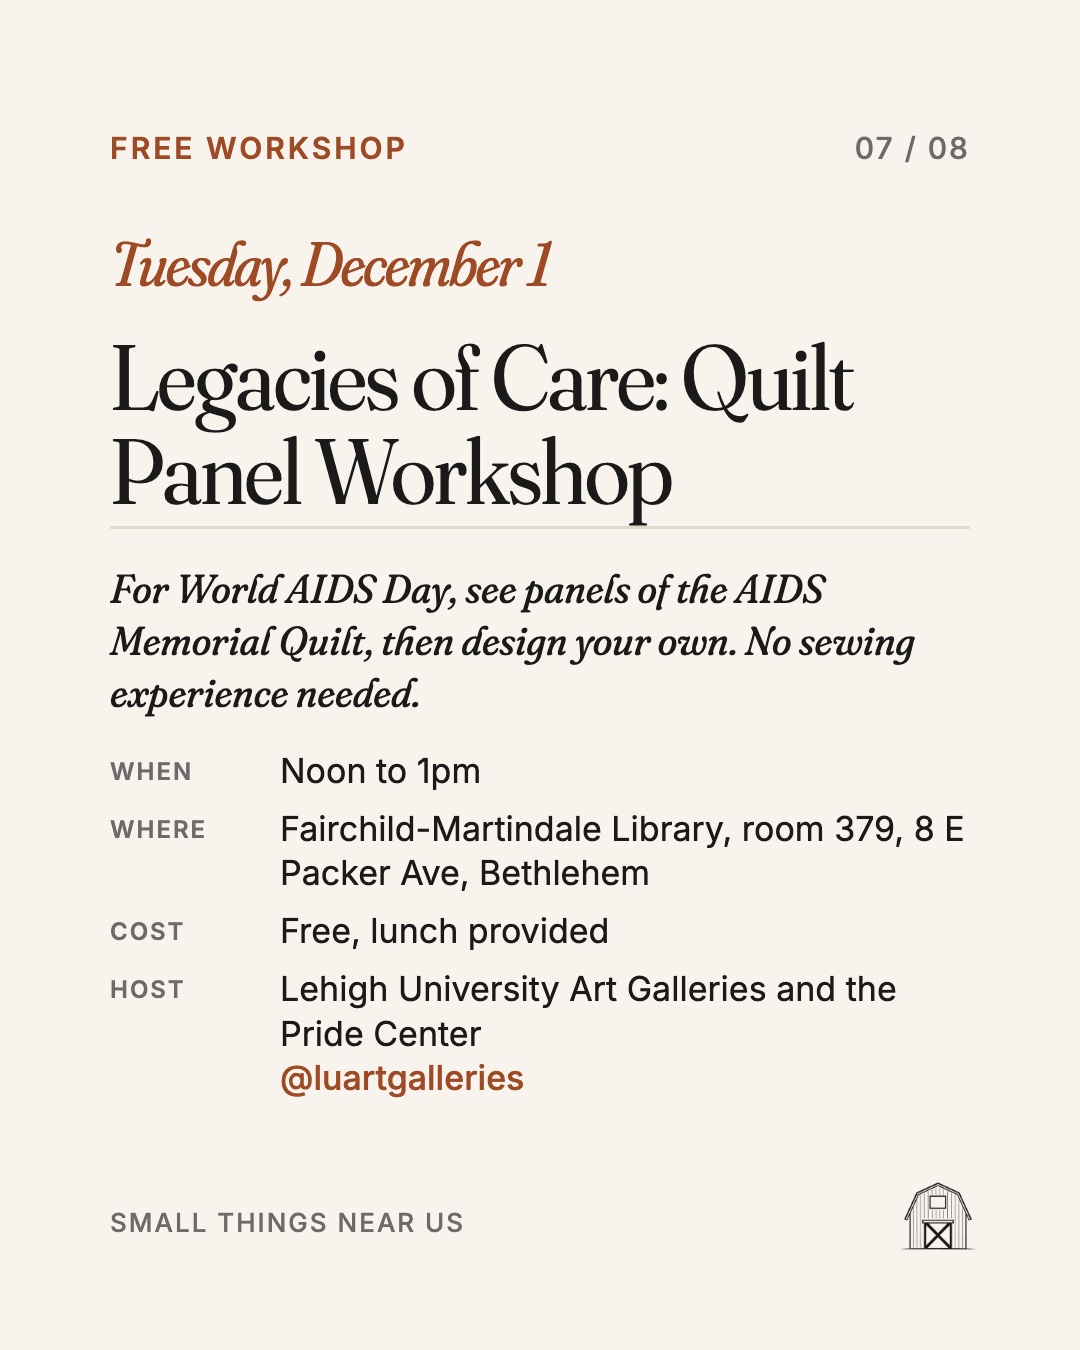 FREE WORKSHOP
07 / 08
Tuesday, December 1
Legacies of Care: Quilt
Panel Workshop
For World AIDS Day, see panels of the AIDS
Memorial Quilt, then design your own. No sewing
experience needed.
WHEN
Noon to 1pm
WHERE
Fairchild-Martindale Library, room 379, 8 E
Packer Ave, Bethlehem
COST
Free, lunch provided
HOST
Lehigh University Art Galleries and the
Pride Center
@luartgalleries
SMALL THINGS NEAR US